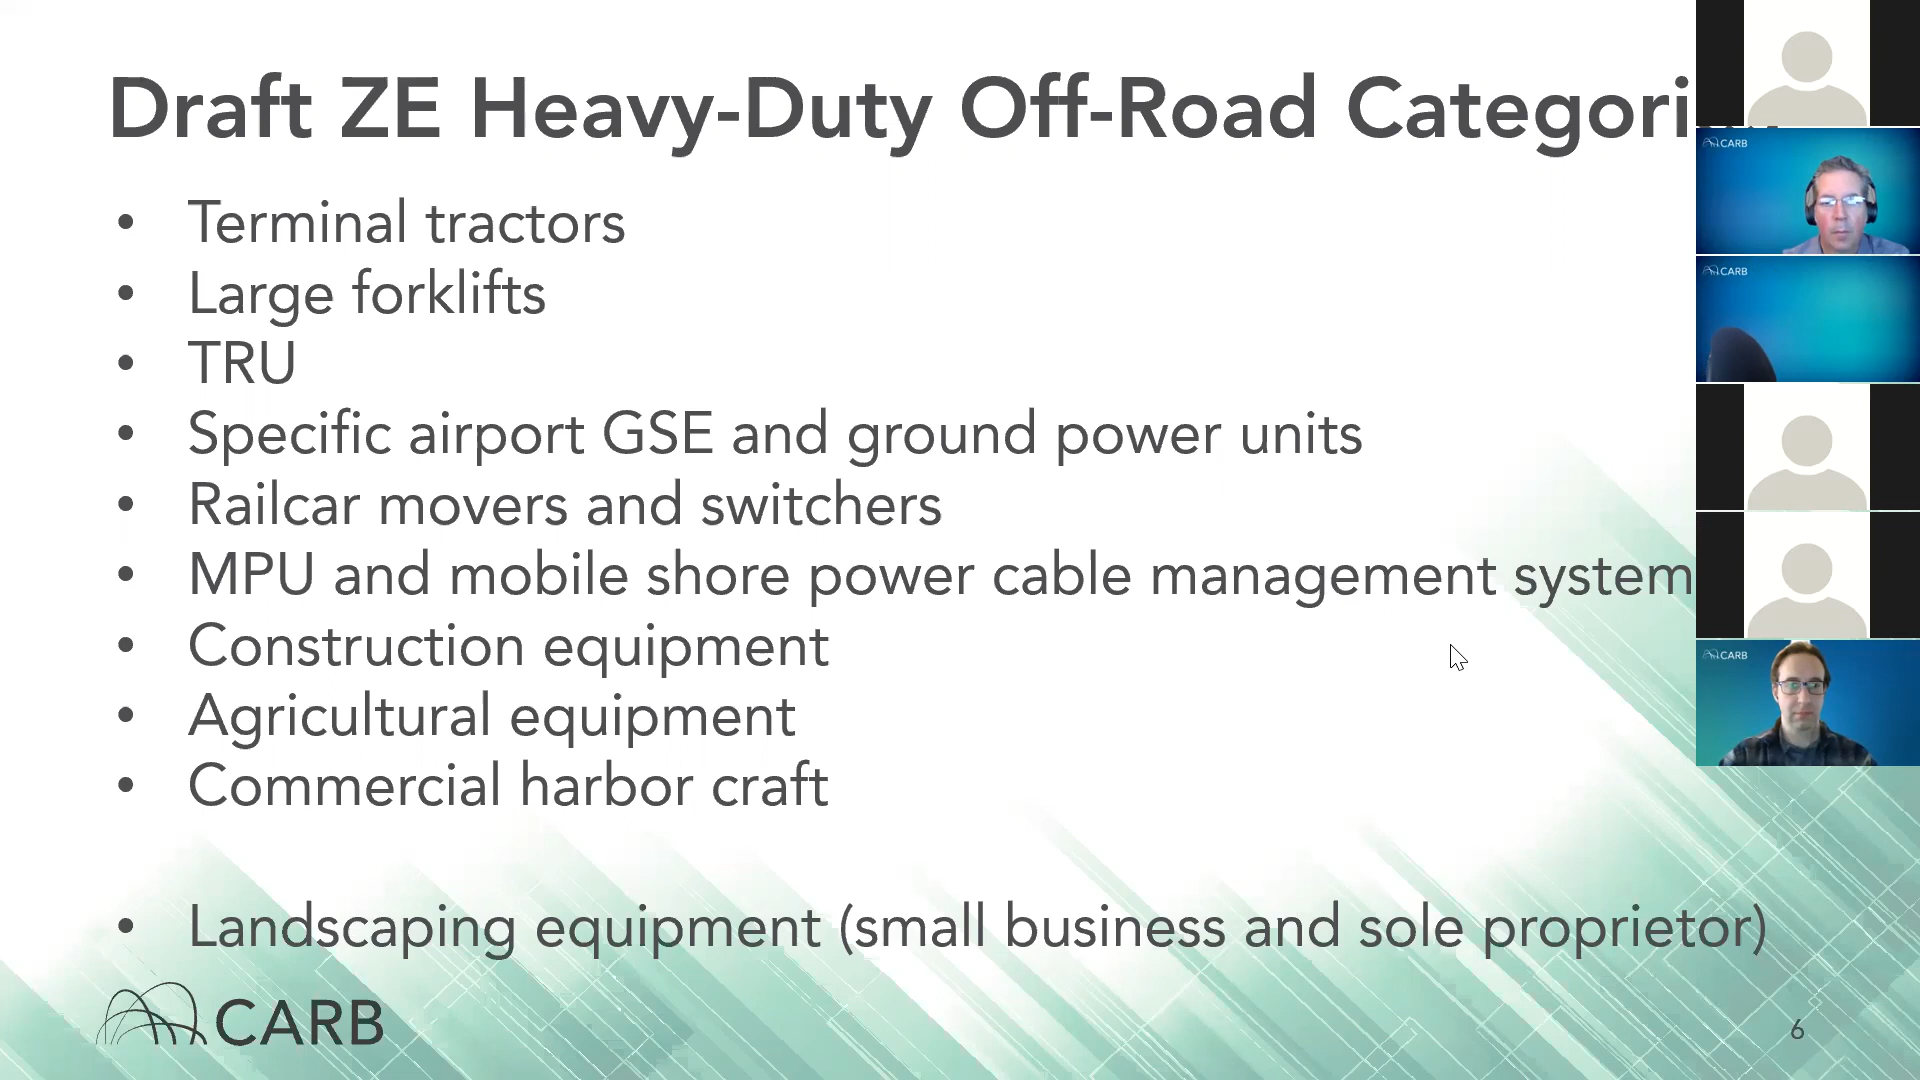 Draft ZE Heavy-Duty Off-Road Categori
• Terminal tractors
• Large forklifts
• TRU
• Specific airport GSE and ground power units
• Railcar movers and switchers
• MPU and mobile shore power cable management system
• Construction equipment
• Agricultural equipment
• Commercial harbor craft
• Landscaping equipment (small business and sole proprietor)
CARB
6
CARB
CARB
CARB